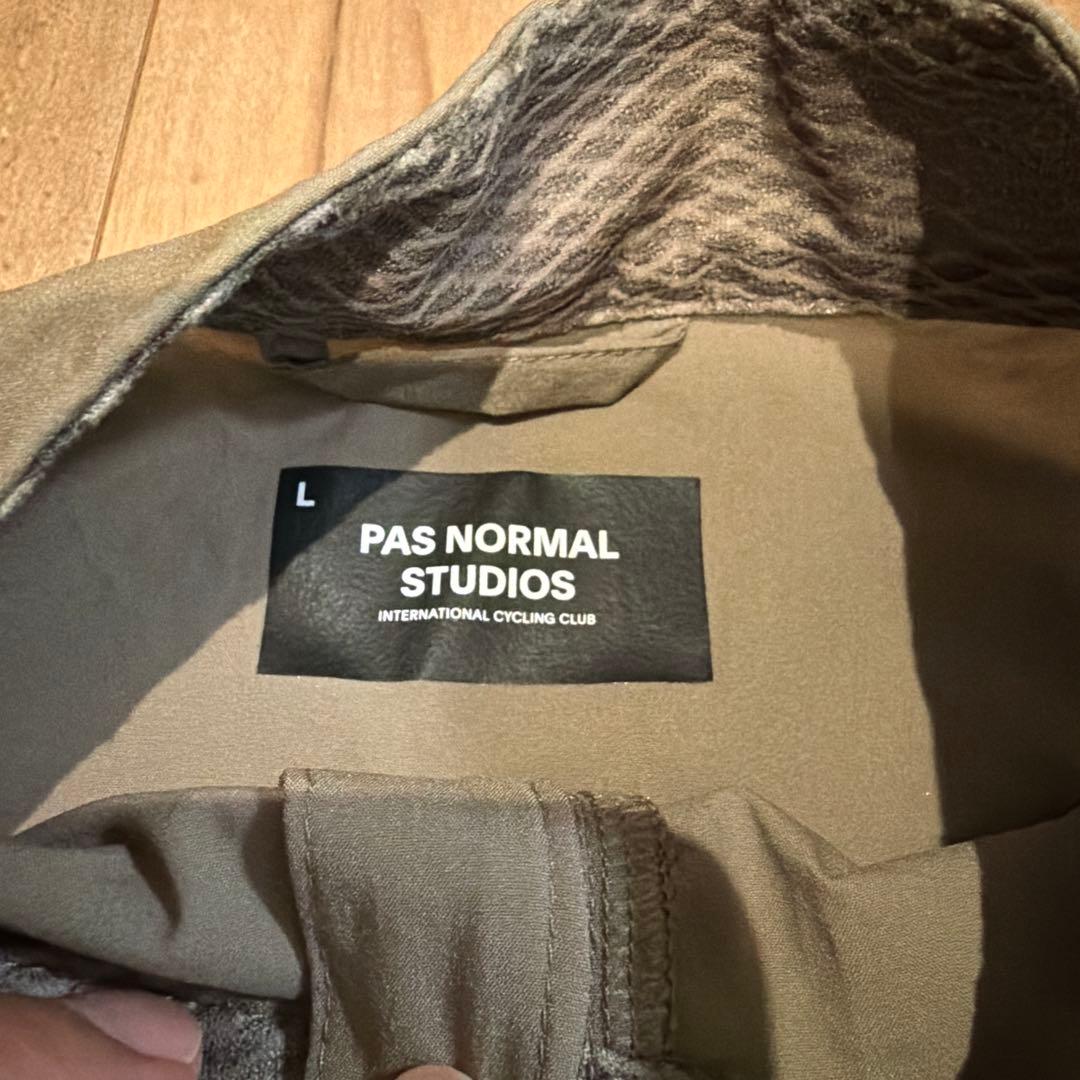 L
PAS NORMAL
STUDIOS
INTERNATIONAL CYCLING CLUB